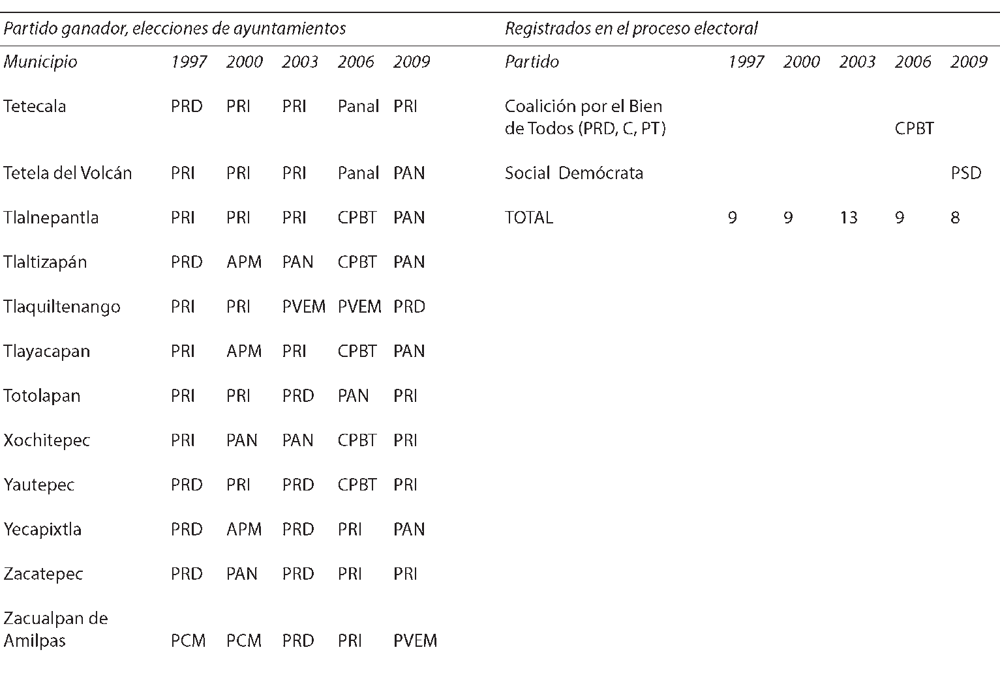 Partido ganador, elecciones de ayuntamientos Registrados en el proceso electoral
Municipio 1997 2000 2003 2006 2009 Partido 1997 2000 2003 2006 2009
Tetecala PRD PRI PRI Panal PRI Coalición por el Bien
de Todos (PRD, C, PT) CPBT
Tetela del Volcán PRI PRI PRI Panal PAN Social Demócrata PSD
Tlalnepantla PRI PRI PRI CPBT PAN TOTAL 9 9 13 9 8
Tlaltizapán PRD APM PAN CPBT PAN
Tlaquiltenango PRI PRI PVEM PVEM PRD
Tlayacapan PRI APM PRI CPBT PAN
Totolapan PRI PRI PRD PAN PRI
Xochitepec PRI PAN PAN CPBT PRI
Yautepec PRD PRI PRD CPBT PRI
Yecapixtla PRD APM PRD PRI PAN
Zacatepec PRD PAN PRD PRI PRI
Zacualpan de
Amilpas PCM PCM PRD PRI PVEM